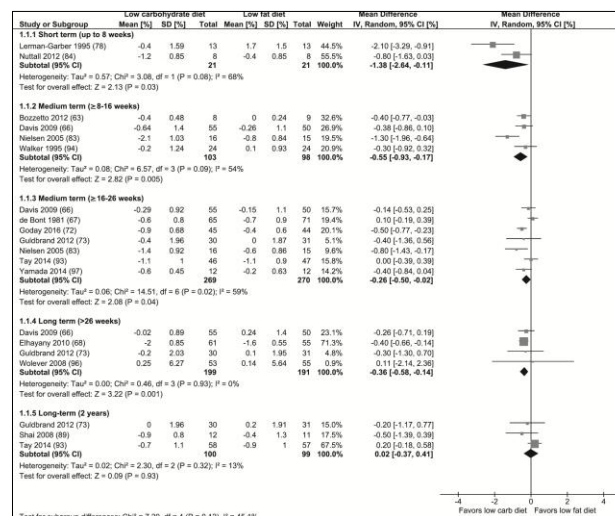 Low carbohydrate diet Low fat diet Mean Difference Mean Difference
Study or Subgroup Mean [%] SD [%] Total Mean [%] SD [%] Total Weight IV, Random, 95% CI IV, Random, 95% CI
1.1.1 Short term (up to 8 weeks)
Lerman-Garber 1995 (78) -0.4 1.59 13 1.7 1.5 13 44.5% -2.10 [-3.29, -0.91]
Nuttall 2012 (84) -1.2 0.85 8 -0.4 0.85 8 55.5% -0.80 [-1.63, 0.03]
Subtotal (95% CI) 21 21 100.0% -1.38 [-2.64, -0.11]
Heterogeneity: Tau² = 0.57; Chi² = 3.08, df = 1 (P = 0.08); I² = 68%
Test for overall effect: Z = 2.13 (P = 0.03)
1.1.2 Medium term (≥ 8-16 weeks)
Bozzetto 2012 (63) -0.4 0.48 8 0 0.24 9 32.6% -0.40 [-0.77, -0.03]
Davis 2009 (66) -0.64 1.4 55 -0.26 1.1 50 26.9% -0.38 [-0.86, 0.10]
Nielsen 2005 (83) -2.1 1.03 16 -0.8 0.84 15 -1.30 [-1.96, -0.64]
Walker 1995 (94) -0.2 1.24 24 0.1 0.93 24 -0.30 [-0.92, 0.32]
Subtotal (95% CI) 103 98 100.0% -0.55 [-0.93, -0.17]
Heterogeneity: Tau² = 0.08; Chi² = 6.57, df = 3 (P = 0.09); I² = 54%
Test for overall effect: Z = 2.82 (P = 0.005)
1.1.3 Medium term (≥ 16-26 weeks)
Davis 2009 (66) -0.29 0.92 55 -0.15 1.1 50 -0.14 [-0.53, 0.25]
de Bont 1981 (67) -0.6 0.8 65 -0.7 0.9 71 0.10 [-0.19, 0.39]
Goday 2016 (72) -0.9 0.68 45 -0.4 0.6 44 -0.50 [-0.77, -0.23]
Guldbrand 2012 (73) -0.4 1.96 30 0 1.87 31 -0.40 [-1.36, 0.56]
Nielsen 2005 (83) -1.4 0.92 16 -0.6 0.86 15 -0.80 [-1.43, -0.17]
Tay 2014 (93) -1.1 1 46 -1.1 0.9 47 0.00 [-0.39, 0.39]
Yamada 2014 (97) -0.6 0.45 12 -0.2 0.63 12 -0.40 [-0.84, 0.04]
Subtotal (95% CI) 269 270 100.0% -0.26 [-0.50, -0.02]
Heterogeneity: Tau² = 0.06; Chi² = 14.51, df = 6 (P = 0.02); I² = 59%
Test for overall effect: Z = 2.08 (P = 0.04)
1.1.4 Long term (>26 weeks)
Davis 2009 (66) -0.02 0.89 55 0.24 1.4 50 23.1% -0.26 [-0.71, 0.19]
Elhayany 2010 (68) -2 0.85 61 -1.6 0.55 55 -0.40 [-0.66, -0.14]
Guldbrand 2012 (73) -0.2 2.03 30 0.1 1.95 31 -0.30 [-1.30, 0.70]
Wolever 2008 (96) 0.25 6.27 53 0.14 5.64 55 0.11 [-2.14, 2.36]
Subtotal (95% CI) 199 191 100.0% -0.36 [-0.58, -0.14]
Heterogeneity: Tau² = 0.00; Chi² = 0.46, df = 3 (P = 0.93); I² = 0%
Test for overall effect: Z = 3.22 (P = 0.001)
1.1.5 Long-term (2 years)
Guldbrand 2012 (73) 0 1.96 30 0.2 1.91 31 -0.20 [-1.17, 0.77]
Shai 2008 (89) -0.9 0.8 12 -0.4 1.3 11 -0.50 [-1.39, 0.39]
Tay 2014 (93) -0.7 1.1 58 -0.9 1 57 0.20 [-0.18, 0.58]
Subtotal (95% CI) 100 99 100.0% 0.02 [-0.37, 0.41]
Heterogeneity: Tau² = 0.02; Chi² = 2.30, df = 2 (P = 0.32); I² = 13%
Test for overall effect: Z = 0.09 (P = 0.93)
-4 -2 0 2 4
Favors low carb diet Favors low fat diet